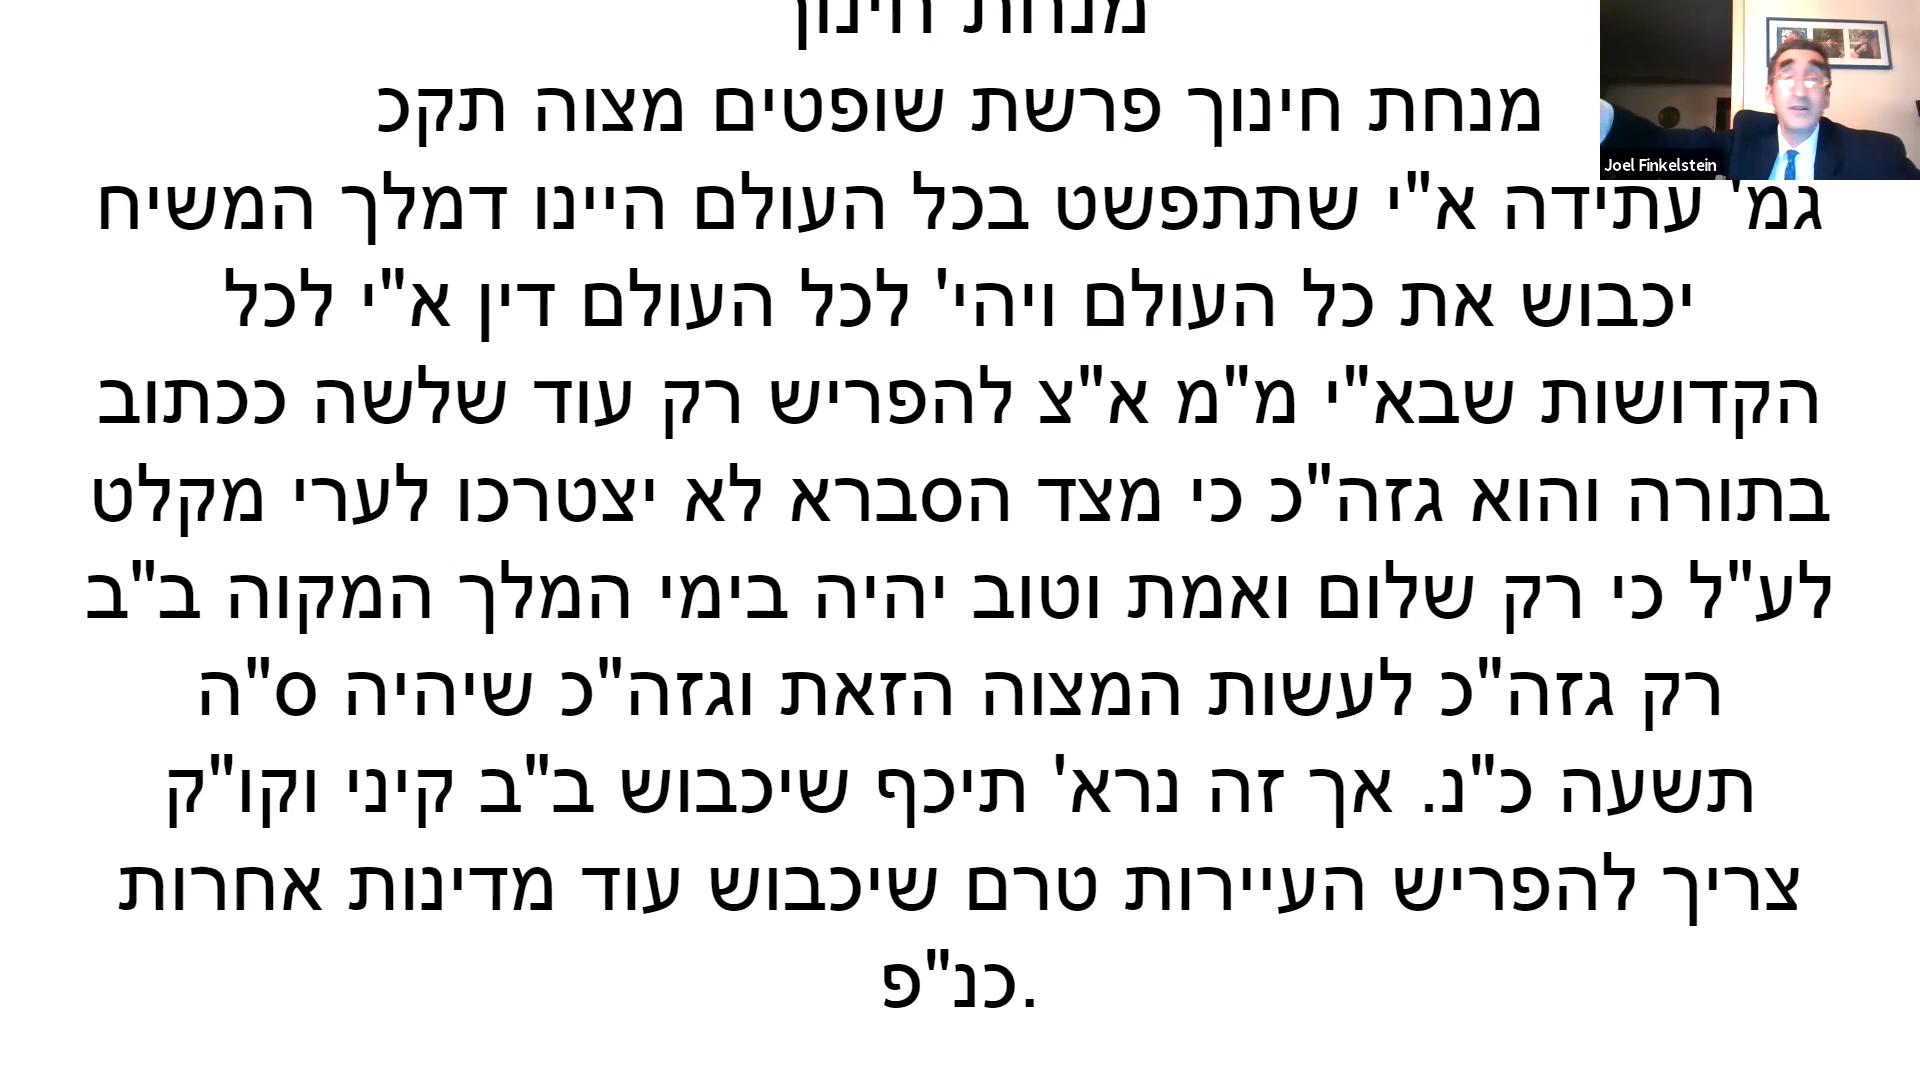 מנחת חינוך
מנחת חינוך פרשת שופטים מצוה תקכ
גמ' עתידה א"י שתתפשט בכל העולם היינו דמלך המשיח
יכבוש את כל העולם ויהי' לכל העולם דין א"י לכל
הקדושות שבא"י מ"מ א"צ להפריש רק עוד שלשה ככתוב
בתורה והוא גזה"כ כי מצד הסברא לא יצטרכו לערי מקלט
לע"ל כי רק שלום ואמת וטוב יהיה בימי המלך המקוה ב"ב
רק גזה"כ לעשות המצוה הזאת וגזה"כ שיהיה ס"ה
תשעה כ"נ. אך זה נרא' תיכף שיכבוש ב"ב קיני וקו"ק
צריך להפריש העיירות טרם שיכבוש עוד מדינות אחרות
.כנ"פ
Joel Finkelstein